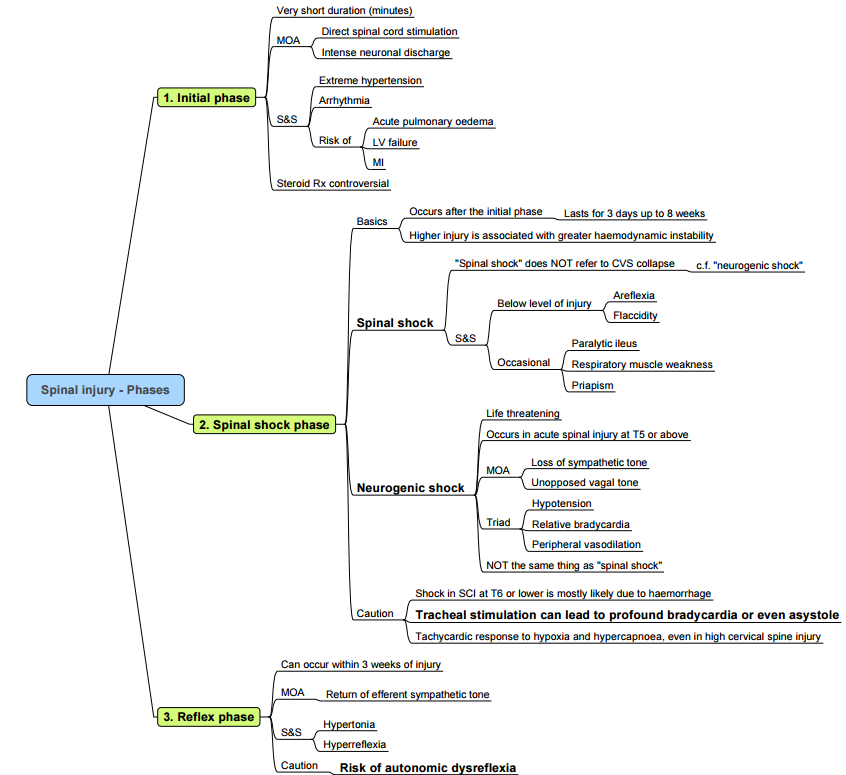 Spinal injury - Phases
1. Initial phase
Very short duration (minutes)
MOA
Direct spinal cord stimulation
Intense neuronal discharge
S&S
Extreme hypertension
Arrhythmia
Risk of
Acute pulmonary oedema
LV failure
MI
Steroid Rx controversial
2. Spinal shock phase
Basics
Occurs after the initial phase
Lasts for 3 days up to 8 weeks
Higher injury is associated with greater haemodynamic instability
Spinal shock
"Spinal shock" does NOT refer to CVS collapse
c.f. "neurogenic shock"
S&S
Below level of injury
Areflexia
Flaccidity
Occasional
Paralytic ileus
Respiratory muscle weakness
Priapism
Neurogenic shock
Life threatening
Occurs in acute spinal injury at T5 or above
MOA
Loss of sympathetic tone
Unopposed vagal tone
Triad
Hypotension
Relative bradycardia
Peripheral vasodilation
NOT the same thing as "spinal shock"
Caution
Shock in SCI at T6 or lower is mostly likely due to haemorrhage
Tracheal stimulation can lead to profound bradycardia or even asystole
Tachycardic response to hypoxia and hypercapnoea, even in high cervical spine injury
3. Reflex phase
Can occur within 3 weeks of injury
MOA
Return of efferent sympathetic tone
S&S
Hypertonia
Hyperreflexia
Caution
Risk of autonomic dysreflexia